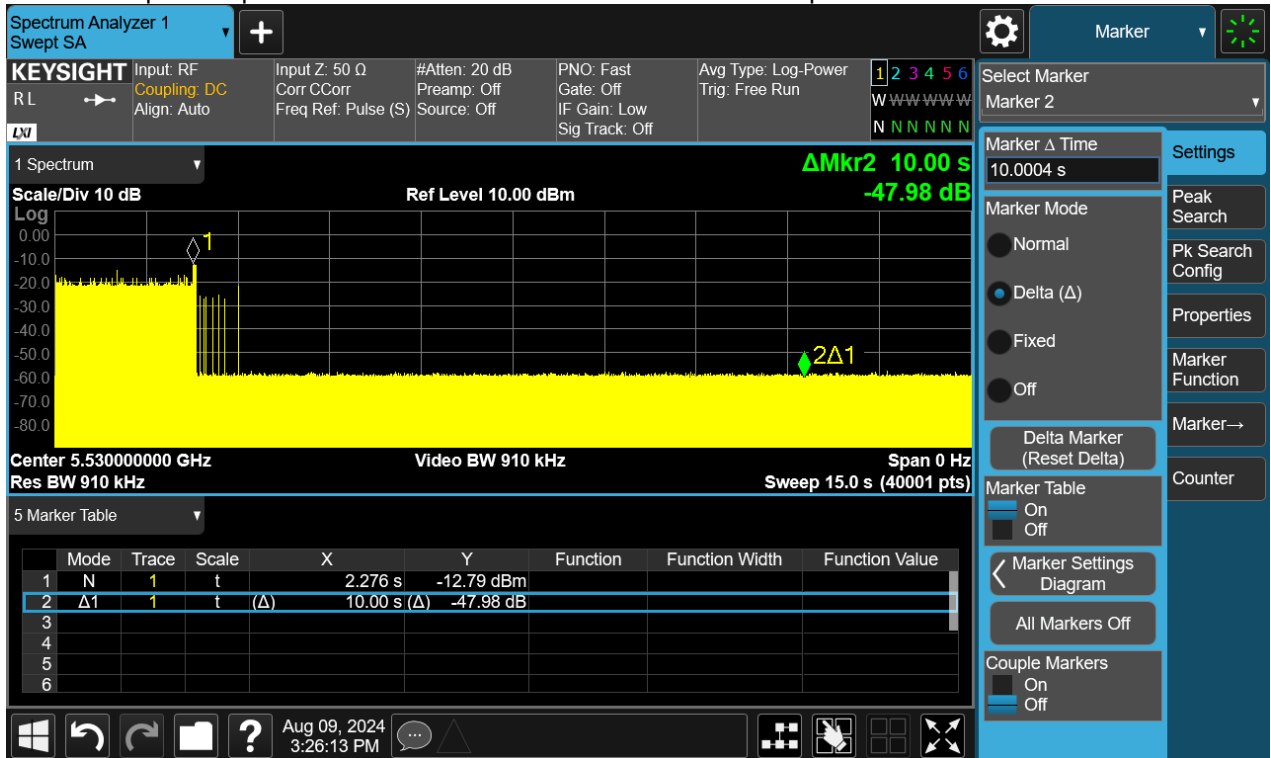 Spectrum Analyzer 1
Swept SA
+
Marker
KEYSIGHT
RL
LXI
Input: RF
Coupling: DC
Align: Auto
Input Z: 50 Ω
Corr CCorr
Freq Ref: Pulse (S)
#Atten: 20 dB
Preamp: Off
Source: Off
PNO: Fast
Gate: Off
IF Gain: Low
Sig Track: Off
Avg Type: Log-Power
Trig: Free Run
1 2 3 4 5 6
W W W W W W
N N N N N N
1 Spectrum
Scale/Div 10 dB
Ref Level 10.00 dBm
ΔMkr2 10.00 s
-47.98 dB
Log
0.00
-10.0
-20.0
-30.0
-40.0
-50.0
-60.0
-70.0
-80.0
1
2Δ1
Center 5.530000000 GHz
Video BW 910 kHz
Span 0 Hz
Res BW 910 kHz
Sweep 15.0 s (40001 pts)
5 Marker Table
Mode Trace Scale X Y Function Function Width Function Value
1 N 1 t 2.276 s -12.79 dBm
2 Δ1 1 t (Δ) 10.00 s (Δ) -47.98 dB
3
4
5
6
?
Aug 09, 2024
3:26:13 PM
Select Marker
Marker 2
Marker Δ Time
10.0004 s
Marker Mode
Normal
Delta (Δ)
Fixed
Off
Delta Marker
(Reset Delta)
Marker Table
On
Off
Marker Settings
Diagram
All Markers Off
Couple Markers
On
Off
Settings
Peak
Search
Pk Search
Config
Properties
Marker
Function
Marker→
Counter